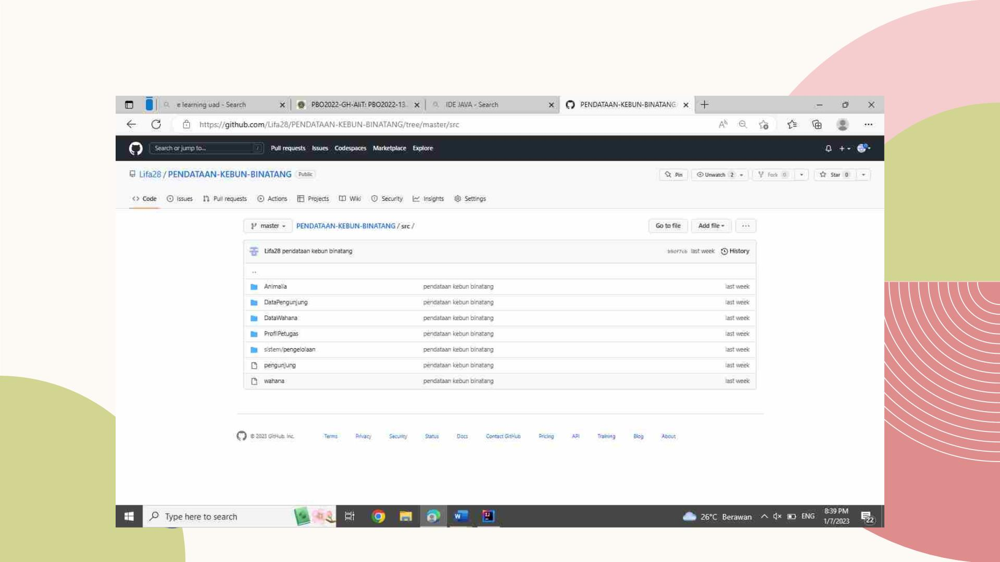 e learning uad - Search
PBO2022-GH-AIiT: PBO2022-13
IDE JAVA - Search
PENDATAAN-KEBUN-BINATANG
https://github.com/Lifa28/PENDATAAN-KEBUN-BINATANG/tree/master/src
Search or jump to... / Pull requests Issues Codespaces Marketplace Explore
Lifa28 / PENDATAAN-KEBUN-BINATANG Public
Pin Unwatch 2 Fork 0 Star 0
Code Issues Pull requests Actions Projects Wiki Security Insights Settings
master PENDATAAN-KEBUN-BINATANG / src /
Go to file Add file ...
Lifa28 pendataan kebun binatang last week History
..
Animalia pendataan kebun binatang last week
DataPengunjung pendataan kebun binatang last week
DataWahana pendataan kebun binatang last week
ProfilPetugas pendataan kebun binatang last week
sistem/pengelolaan pendataan kebun binatang last week
pengunjung pendataan kebun binatang last week
wahana pendataan kebun binatang last week
© 2023 GitHub, Inc. Terms Privacy Security Status Docs Contact GitHub Pricing API Training Blog About
Type here to search
26°C Berawan ENG
8:39 PM
1/7/2023
22